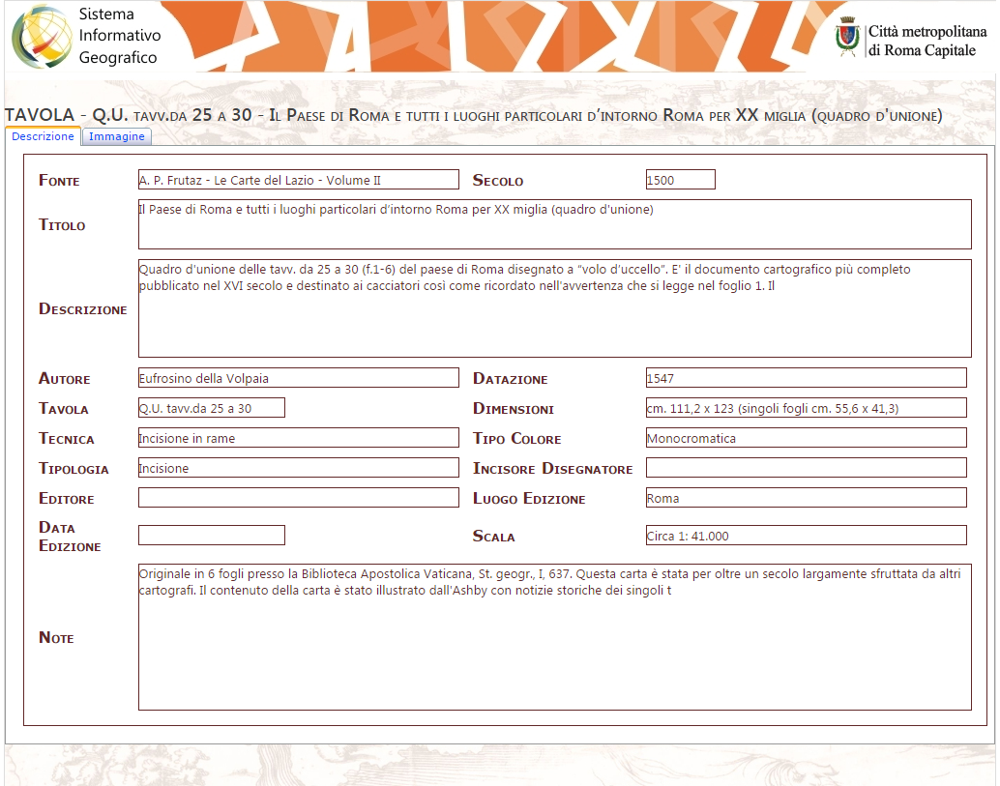 Sistema
Informativo
Geografico
Città metropolitana
di Roma Capitale
TAVOLA - Q.U. TAVV.DA 25 A 30 - IL PAESE DI ROMA E TUTTI I LUOGHI PARTICOLARI D’INTORNO ROMA PER XX MIGLIA (QUADRO D'UNIONE)
Descrizione Immagine
FONTE A. P. Frutaz - Le Carte del Lazio - Volume II SECOLO 1500
TITOLO Il Paese di Roma e tutti i luoghi particolari d’intorno Roma per XX miglia (quadro d'unione)
DESCRIZIONE Quadro d'unione delle tavv. da 25 a 30 (f.1-6) del paese di Roma disegnato a “volo d’uccello”. E’ il documento cartografico più completo
pubblicato nel XVI secolo e destinato ai cacciatori così come ricordato nell’avvertenza che si legge nel foglio 1. Il
AUTORE Eufrosino della Volpaia DATAZIONE 1547
TAVOLA Q.U. tavv.da 25 a 30 DIMENSIONI cm. 111,2 x 123 (singoli fogli cm. 55,6 x 41,3)
TECNICA Incisione in rame TIPO COLORE Monocromatica
TIPOLOGIA Incisione INCISORE DISEGNATORE
EDITORE LUOGO EDIZIONE Roma
DATA
EDIZIONE SCALA Circa 1: 41.000
NOTE Originale in 6 fogli presso la Biblioteca Apostolica Vaticana, St. geogr., I, 637. Questa carta è stata per oltre un secolo largamente sfruttata da altri
cartografi. Il contenuto della carta è stato illustrato dall’Ashby con notizie storiche dei singoli t